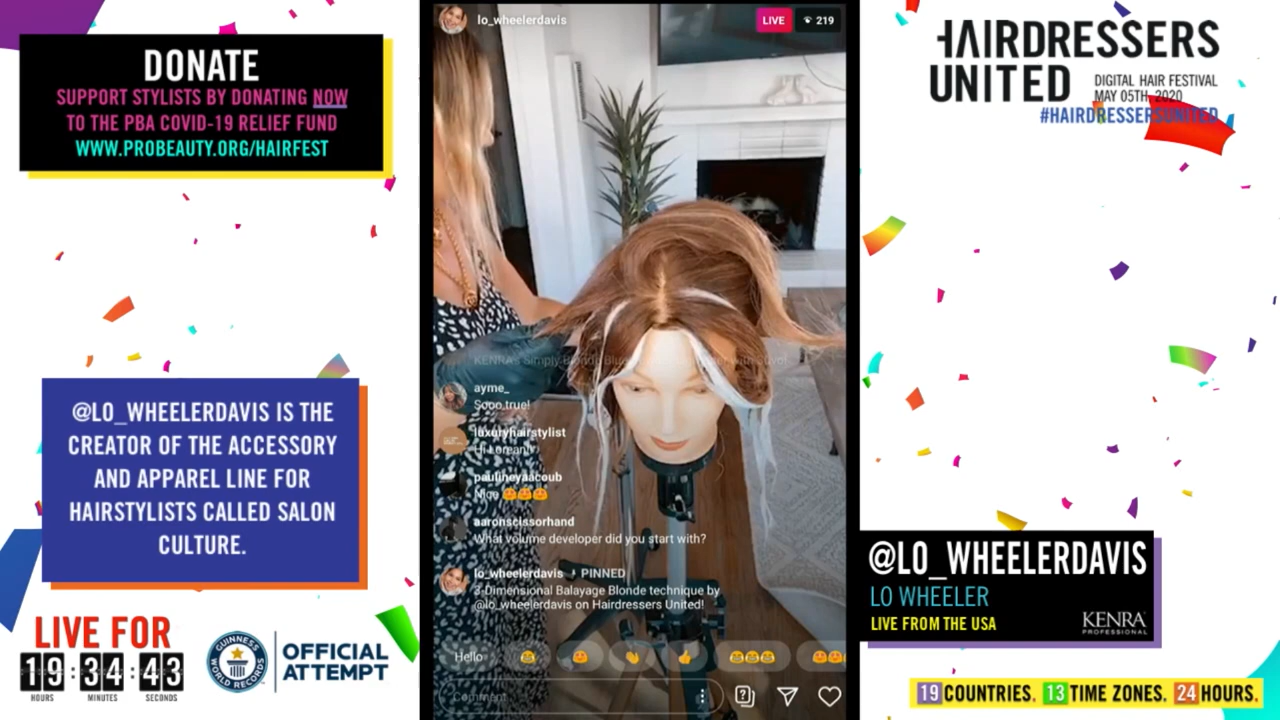 DONATE
SUPPORT STYLISTS BY DONATING NOW
TO THE PBA COVID-19 RELIEF FUND
WWW.PROBEAUTY.ORG/HAIRFEST
@LO_WHEELERDAVIS IS THE
CREATOR OF THE ACCESSORY
AND APPAREL LINE FOR
HAIRSTYLISTS CALLED SALON
CULTURE.
LIVE FOR
19:34:43
HOURS MINUTES SECONDS
GUINNESS
WORLD RECORDS
OFFICIAL
ATTEMPT
lo_wheelerdavis
LIVE 219
KENRA's Simply Blonde
ayme_
Sooo true!
luxuryhairstylist
paulineyaacoub
Nice
aaronscissorhand
What volume developer did you start with?
lo_wheelerdavis PINNED
3-Dimensional Balayage Blonde technique by
@lo_wheelerdavis on Hairdressers United!
Hello
Comment
HAIRDRESSERS
UNITED
DIGITAL HAIR FESTIVAL
MAY 05TH, 2020
#HAIRDRESSERSUNITED
@LO_WHEELERDAVIS
LO WHEELER
LIVE FROM THE USA
KENRA
PROFESSIONAL
19 COUNTRIES. 13 TIME ZONES. 24 HOURS.